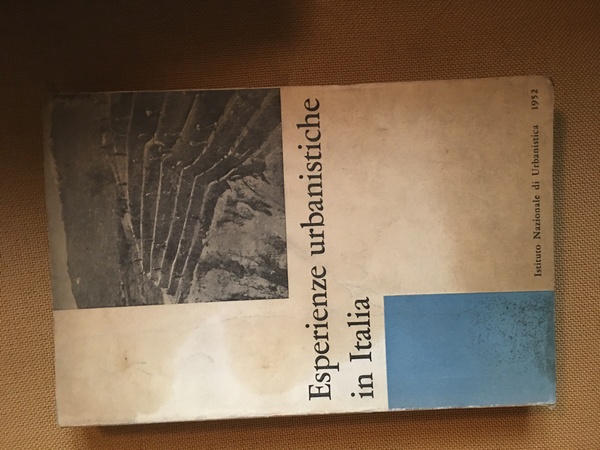 Esperienze urbanistiche
in Italia
Istituto Nazionale di Urbanistica 1952